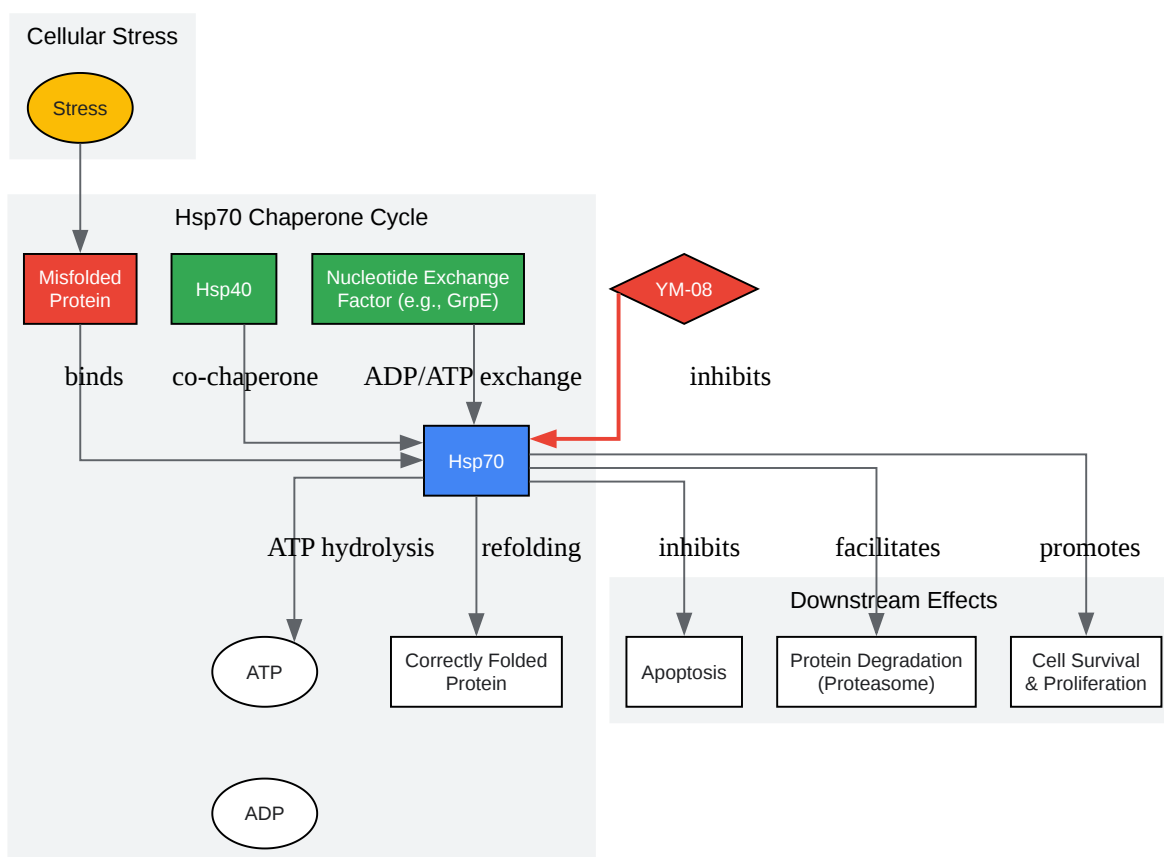 Cellular Stress
Stress
Hsp70 Chaperone Cycle
Misfolded
Protein
Hsp40
Nucleotide Exchange
Factor (e.g., GrpE)
YM-08
binds
co-chaperone
ADP/ATP exchange
inhibits
Hsp70
ATP hydrolysis
refolding
inhibits
facilitates
promotes
Downstream Effects
ATP
Correctly Folded
Protein
Apoptosis
Protein Degradation
(Proteasome)
Cell Survival
& Proliferation
ADP